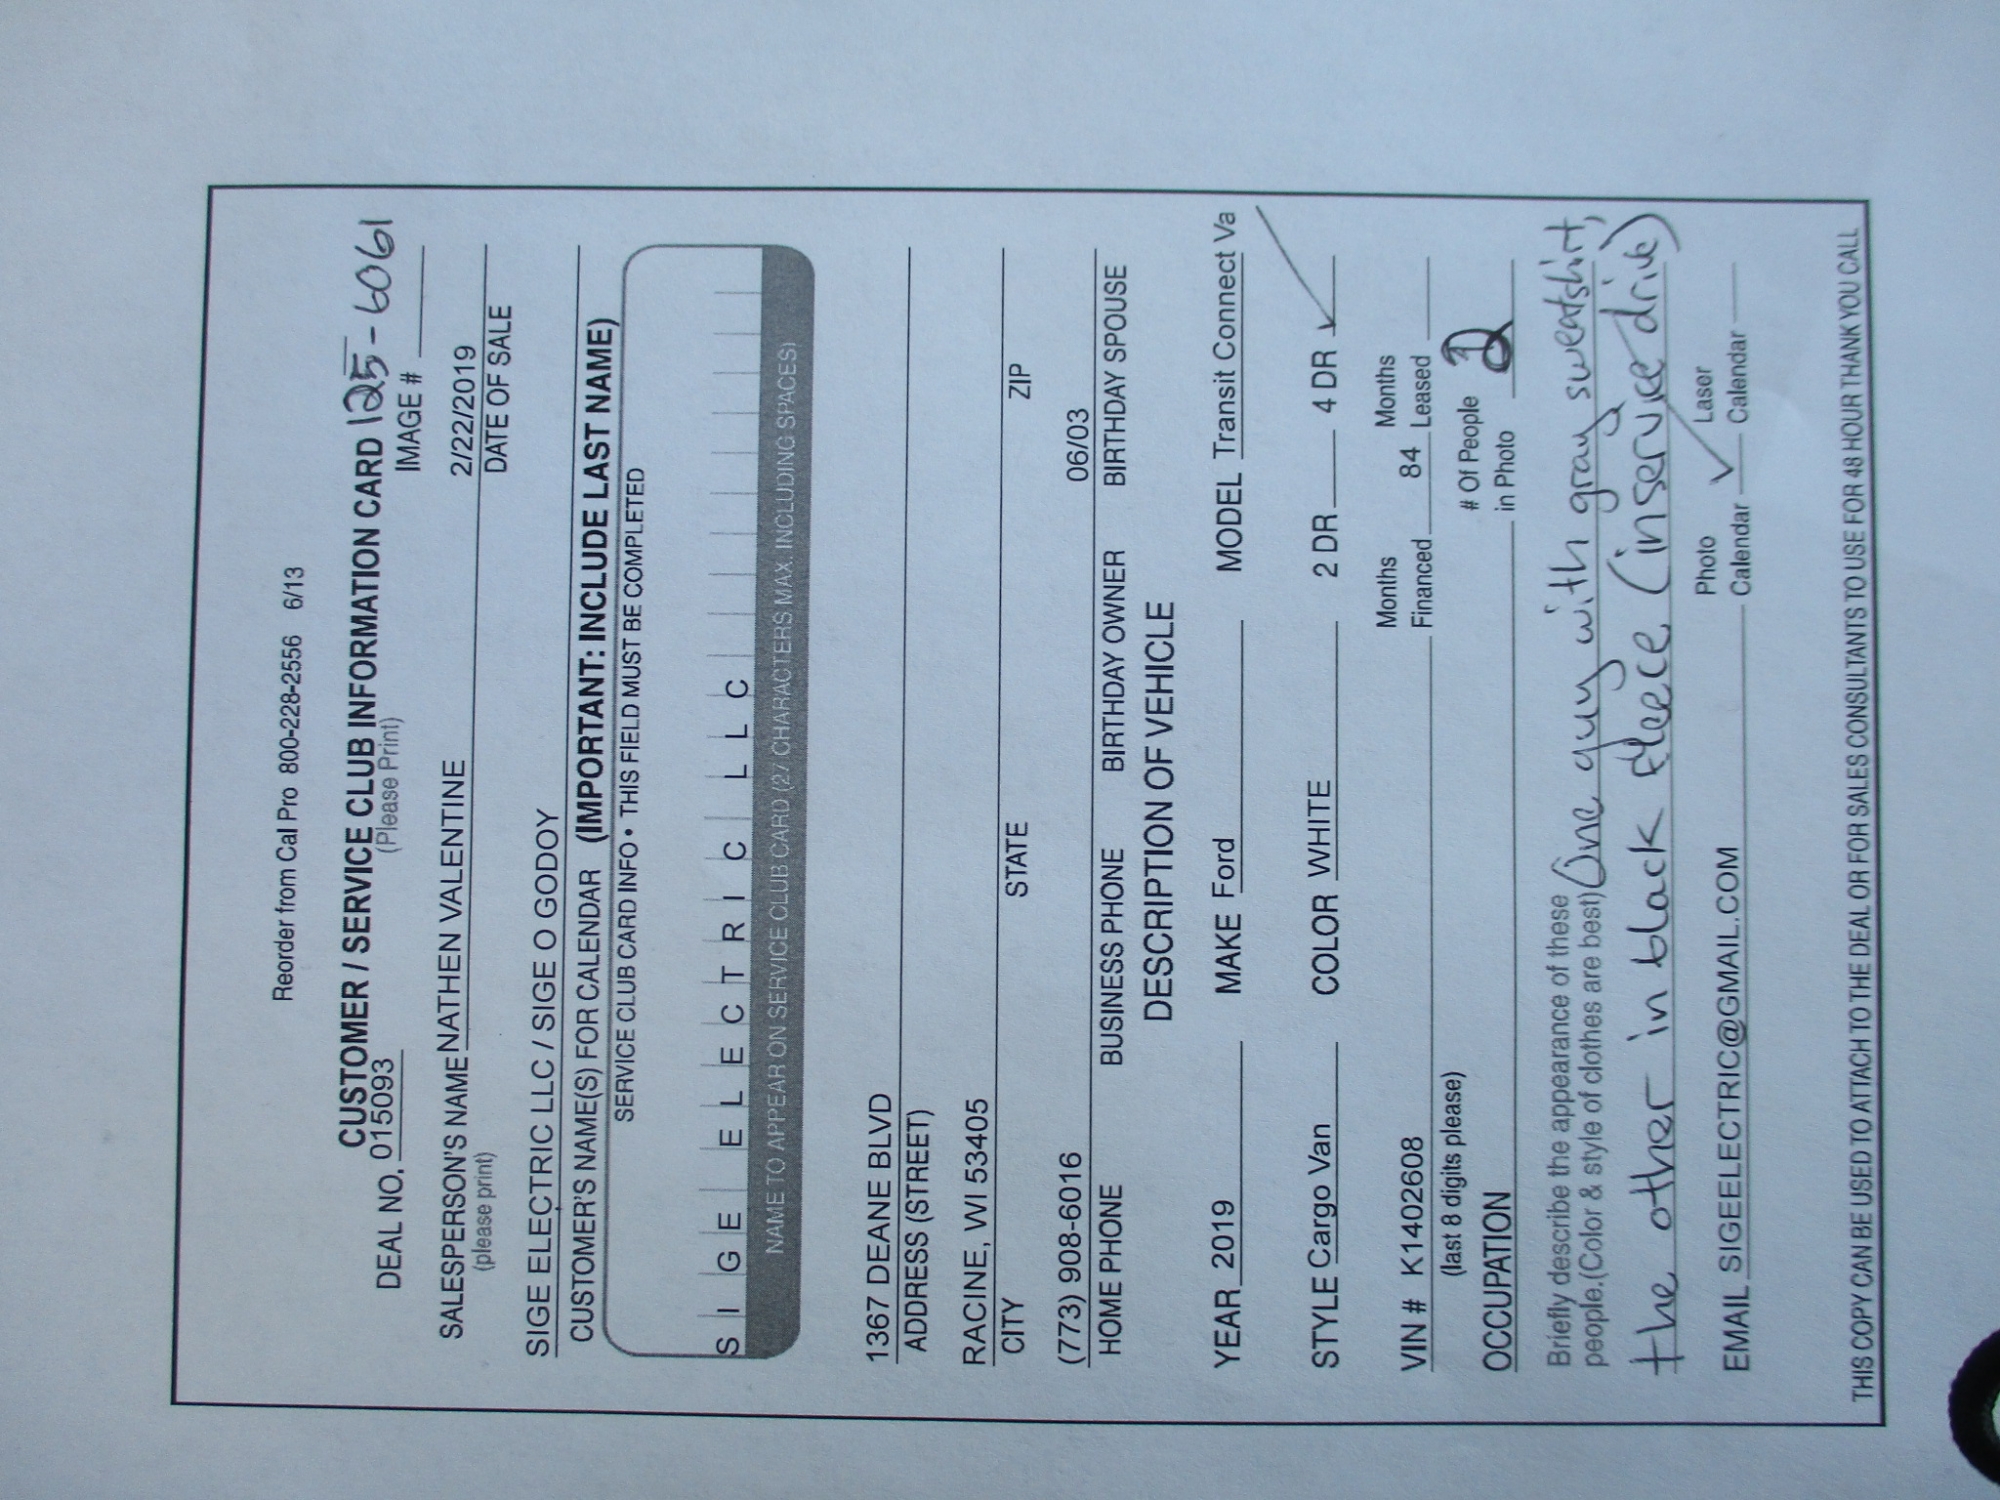 Reorder from Cal Pro 800-228-2556 6/13
CUSTOMER / SERVICE CLUB INFORMATION CARD 125-6061
(Please Print)
DEAL NO. 015093 IMAGE #
SALESPERSON'S NAME NATHEN VALENTINE 2/22/2019
(please print) DATE OF SALE
SIGE ELECTRIC LLC / SIGE O GODOY
CUSTOMER'S NAME(S) FOR CALENDAR (IMPORTANT: INCLUDE LAST NAME)
SERVICE CLUB CARD INFO • THIS FIELD MUST BE COMPLETED
SIGE ELECTRIC LLC
NAME TO APPEAR ON SERVICE CLUB CARD (27 CHARACTERS MAX. INCLUDING SPACES)
1367 DEANE BLVD
ADDRESS (STREET)
RACINE, WI 53405
CITY STATE ZIP
(773) 908-6016 06/03
HOME PHONE BUSINESS PHONE BIRTHDAY OWNER BIRTHDAY SPOUSE
DESCRIPTION OF VEHICLE
YEAR 2019 MAKE Ford MODEL Transit Connect Va
STYLE Cargo Van COLOR WHITE 2 DR 4 DR ✓
Months Months
VIN # K1402608 Financed 84 Leased
(last 8 digits please) # Of People
OCCUPATION in Photo 2
Briefly describe the appearance of these
people.(Color & style of clothes are best) One guy with gray sweatshirt,
the other in black fleece (in service drive)
Photo Laser
EMAIL SIGEELECTRIC@GMAIL.COM Calendar ✓ Calendar
THIS COPY CAN BE USED TO ATTACH TO THE DEAL OR FOR SALES CONSULTANTS TO USE FOR 48 HOUR THANK YOU CALL